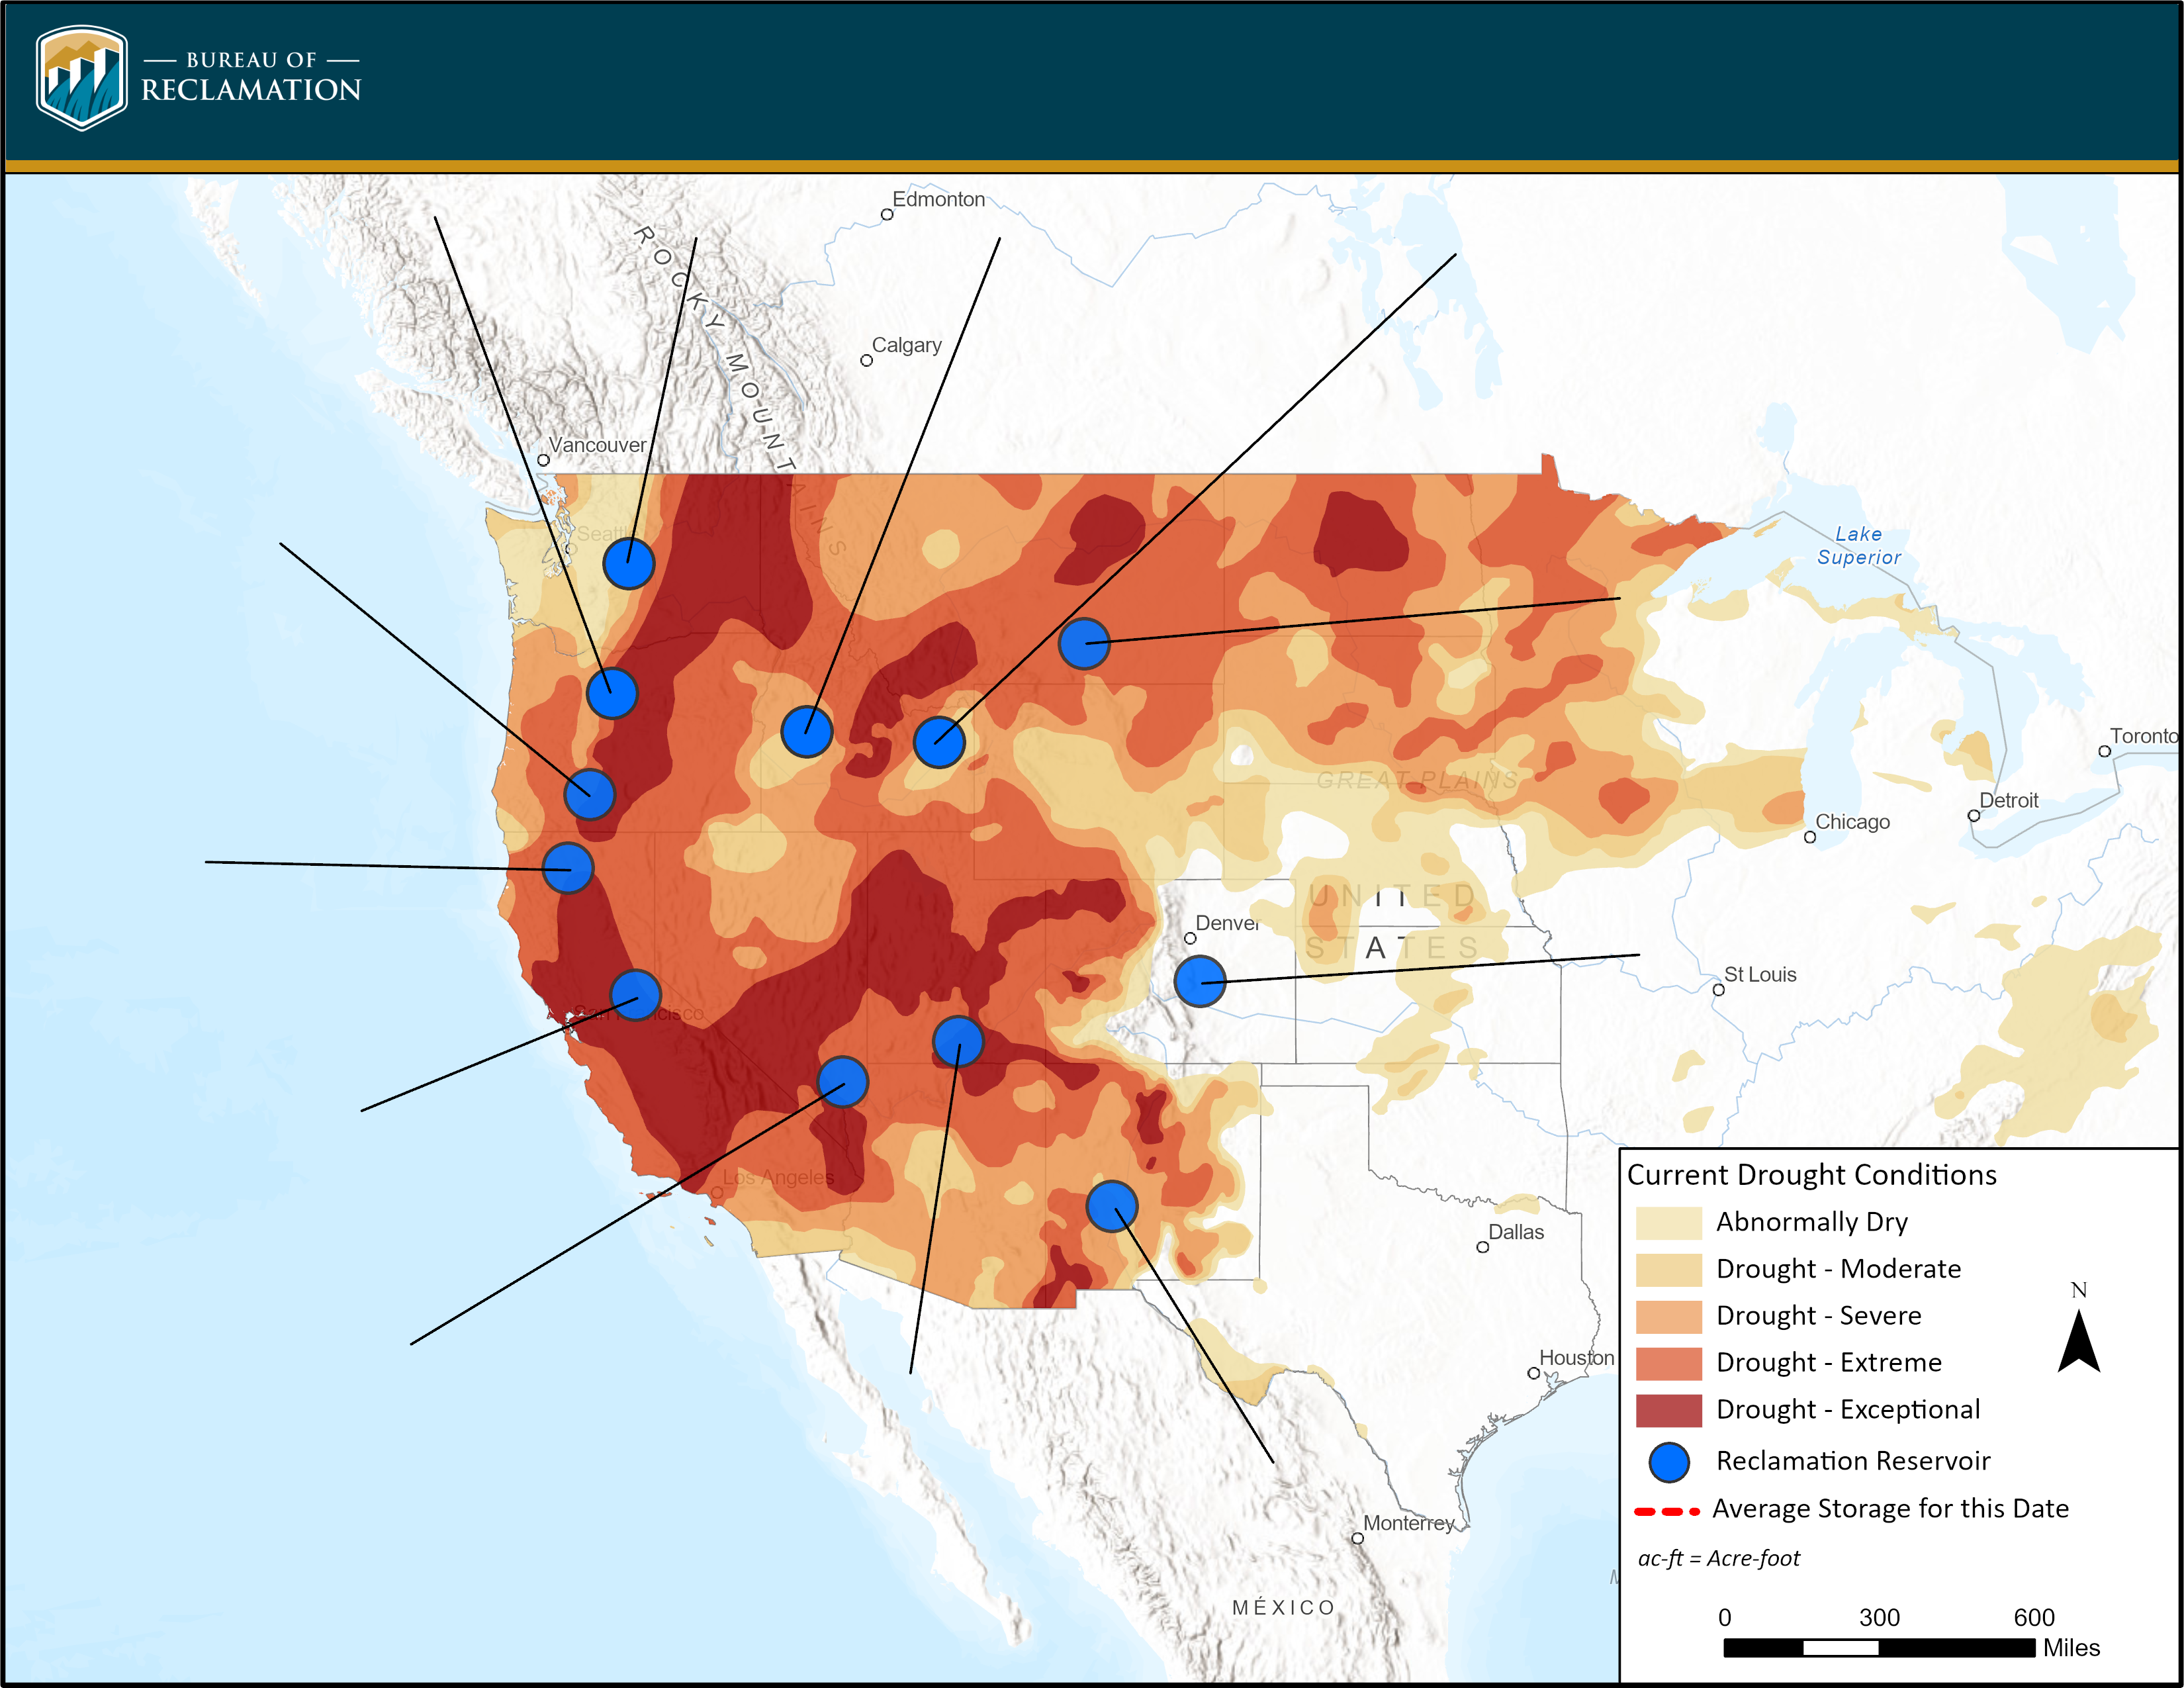 BUREAU OF
RECLAMATION
Edmonton
ROCKY MOUNTAINS
Calgary
Vancouver
Seattle
Lake
Superior
Toronto
GREAT PLAINS
Detroit
Chicago
UNITED
STATES
Denver
St Louis
San Francisco
Los Angeles
Dallas
Houston
Monterrey
MÉXICO
Current Drought Conditions
Abnormally Dry
Drought - Moderate
Drought - Severe
Drought - Extreme
Drought - Exceptional
Reclamation Reservoir
Average Storage for this Date
ac-ft = Acre-foot
N
0 300 600
Miles